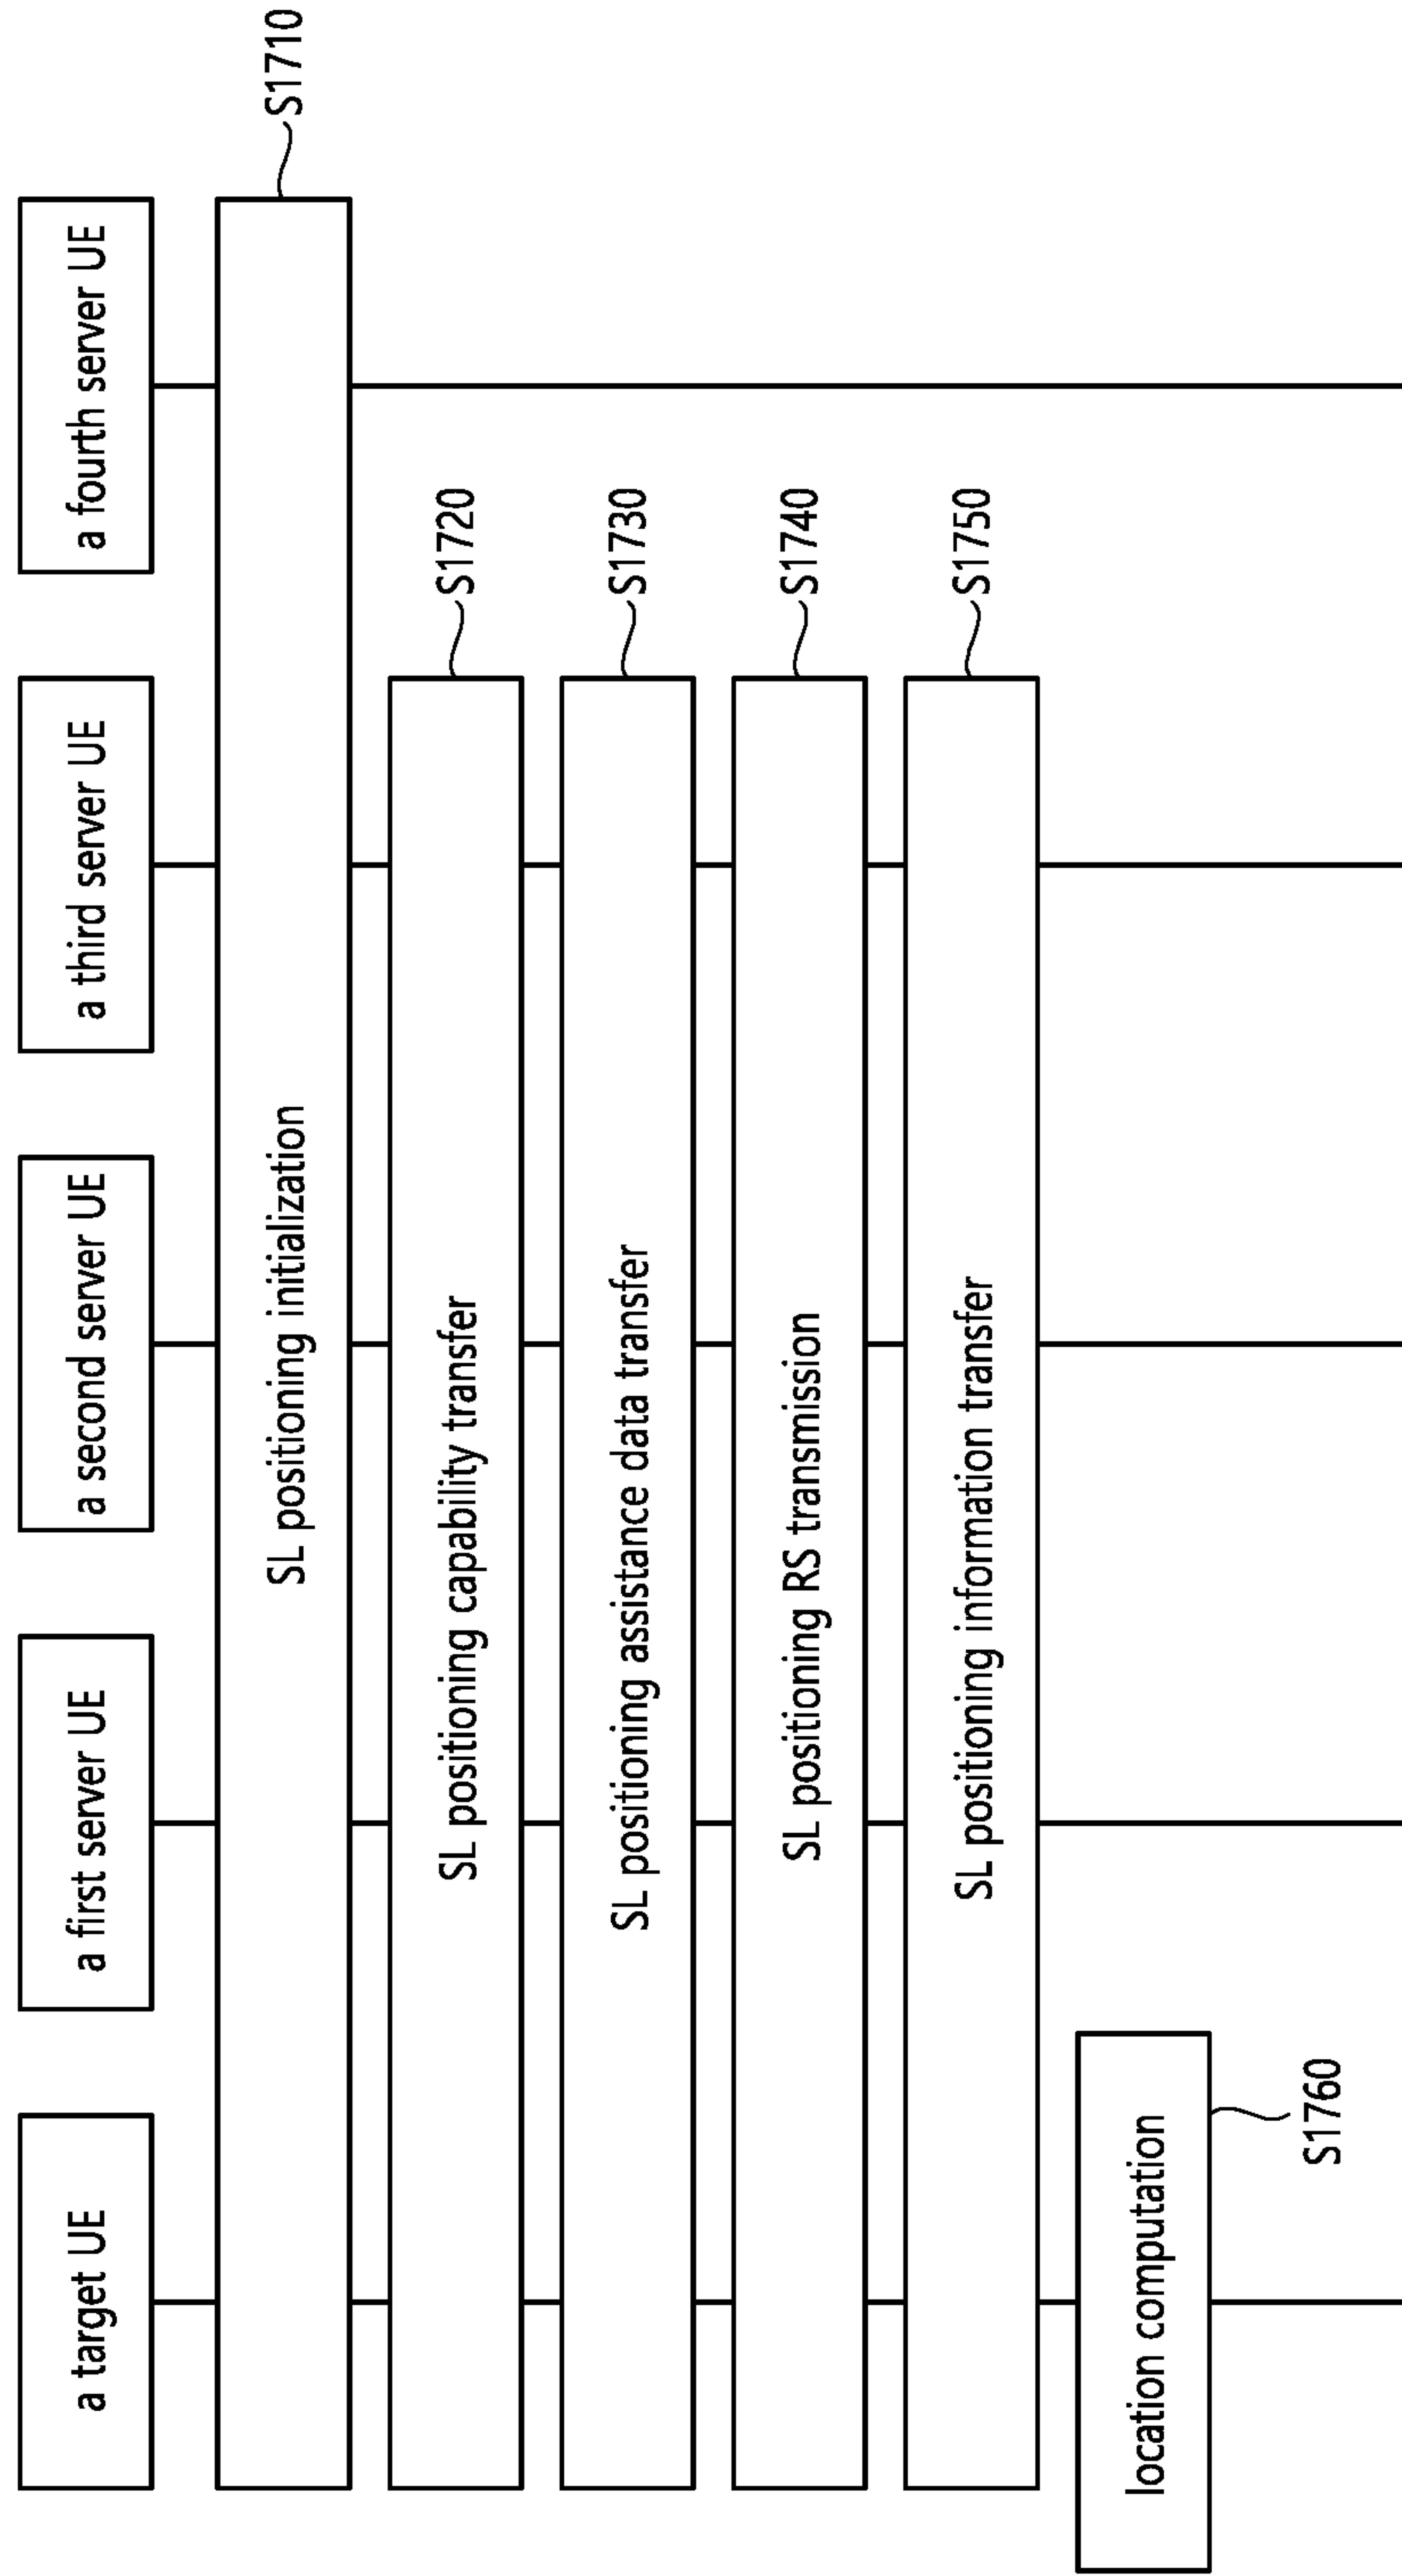 a target UE
a first server UE
a second server UE
a third server UE
a fourth server UE
SL positioning initialization
S1710
SL positioning capability transfer
S1720
SL positioning assistance data transfer
S1730
SL positioning RS transmission
S1740
SL positioning information transfer
S1750
location computation
S1760